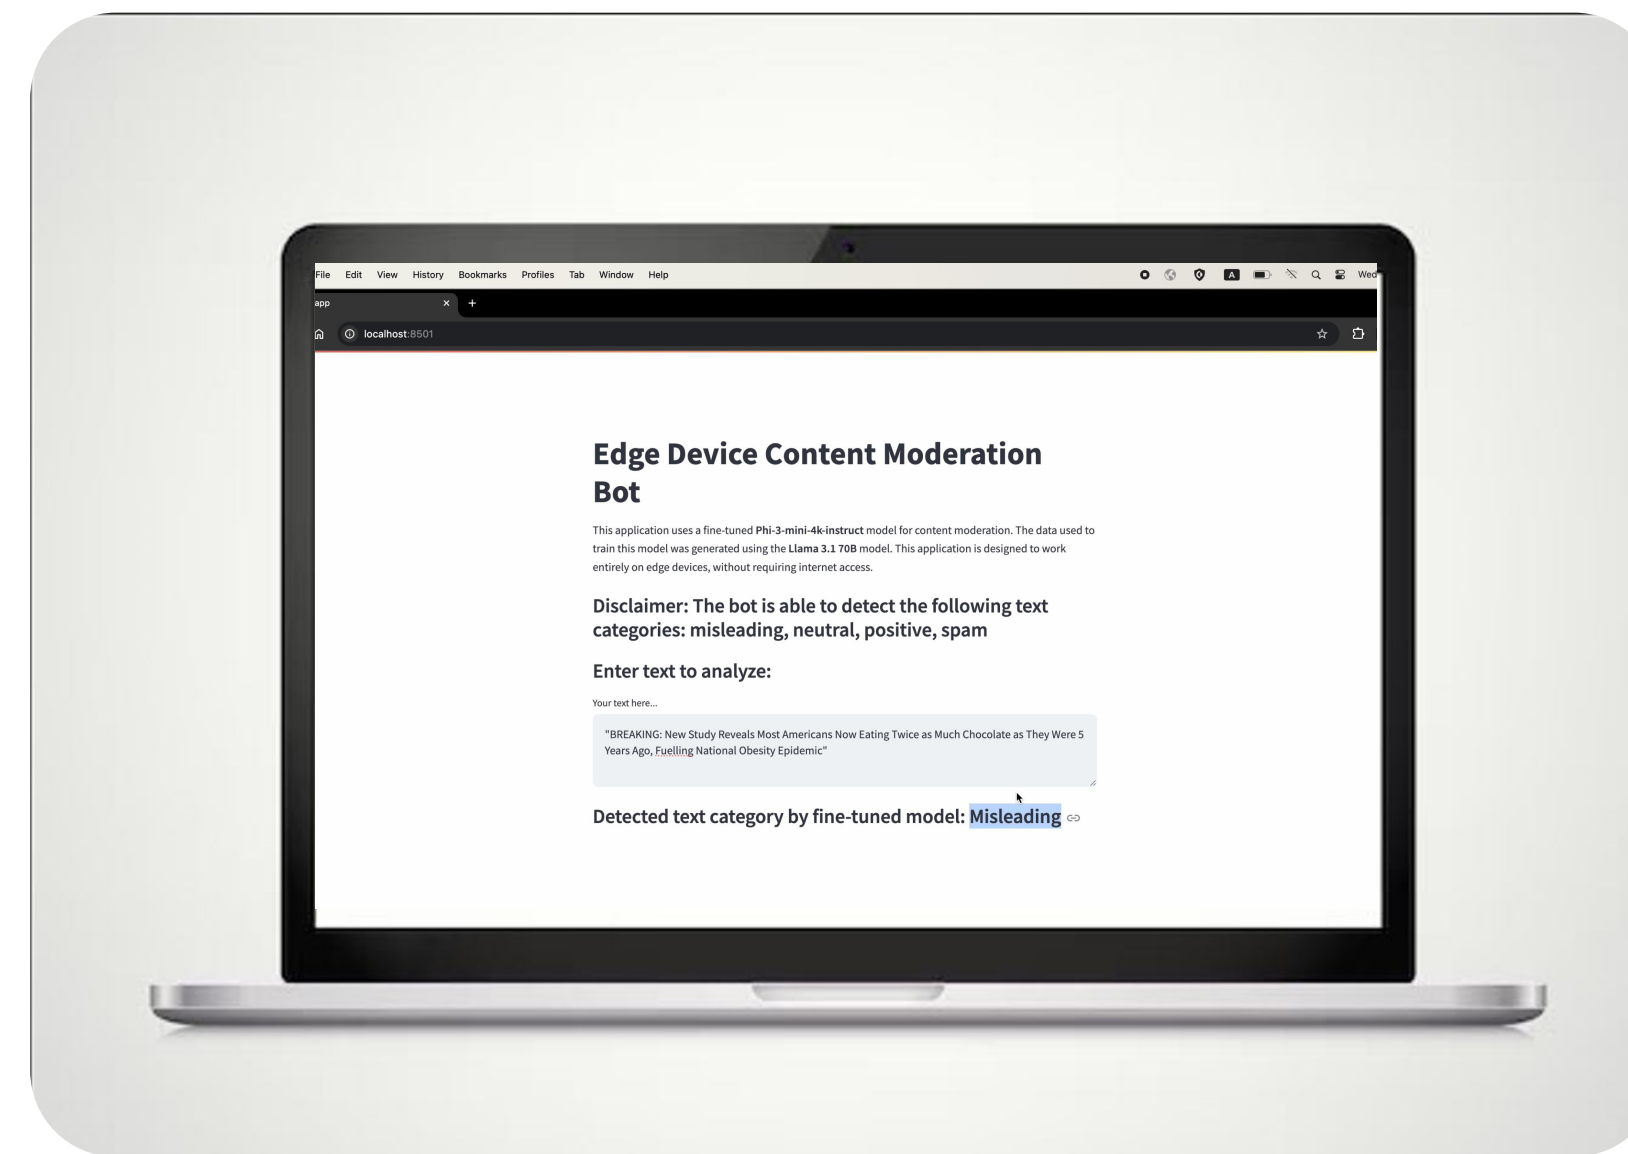 File Edit View History Bookmarks Profiles Tab Window Help A Wed
app
localhost:8501
Edge Device Content Moderation
Bot
This application uses a fine-tuned Phi-3-mini-4k-instruct model for content moderation. The data used to
train this model was generated using the Llama 3.1 70B model. This application is designed to work
entirely on edge devices, without requiring internet access.
Disclaimer: The bot is able to detect the following text
categories: misleading, neutral, positive, spam
Enter text to analyze:
Your text here...
"BREAKING: New Study Reveals Most Americans Now Eating Twice as Much Chocolate as They Were 5
Years Ago, Fuelling National Obesity Epidemic"
Detected text category by fine-tuned model: Misleading